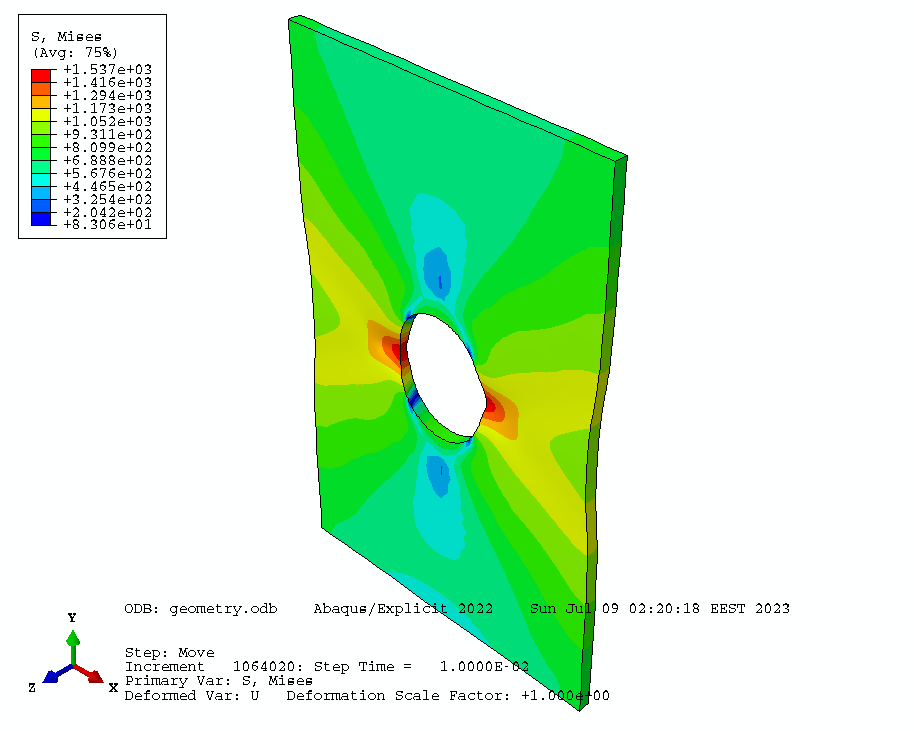 S, Mises
(Avg: 75%)
+1.537e+03
+1.416e+03
+1.294e+03
+1.173e+03
+1.052e+03
+9.311e+02
+8.099e+02
+6.888e+02
+5.676e+02
+4.465e+02
+3.254e+02
+2.042e+02
+8.306e+01
ODB: geometry.odb    Abaqus/Explicit 2022    Sun Jul 09 02:20:18 EEST 2023
Y
Z
X
Step: Move
Increment   1064020: Step Time =   1.0000E-02
Primary Var: S, Mises
Deformed Var: U   Deformation Scale Factor: +1.000e+00